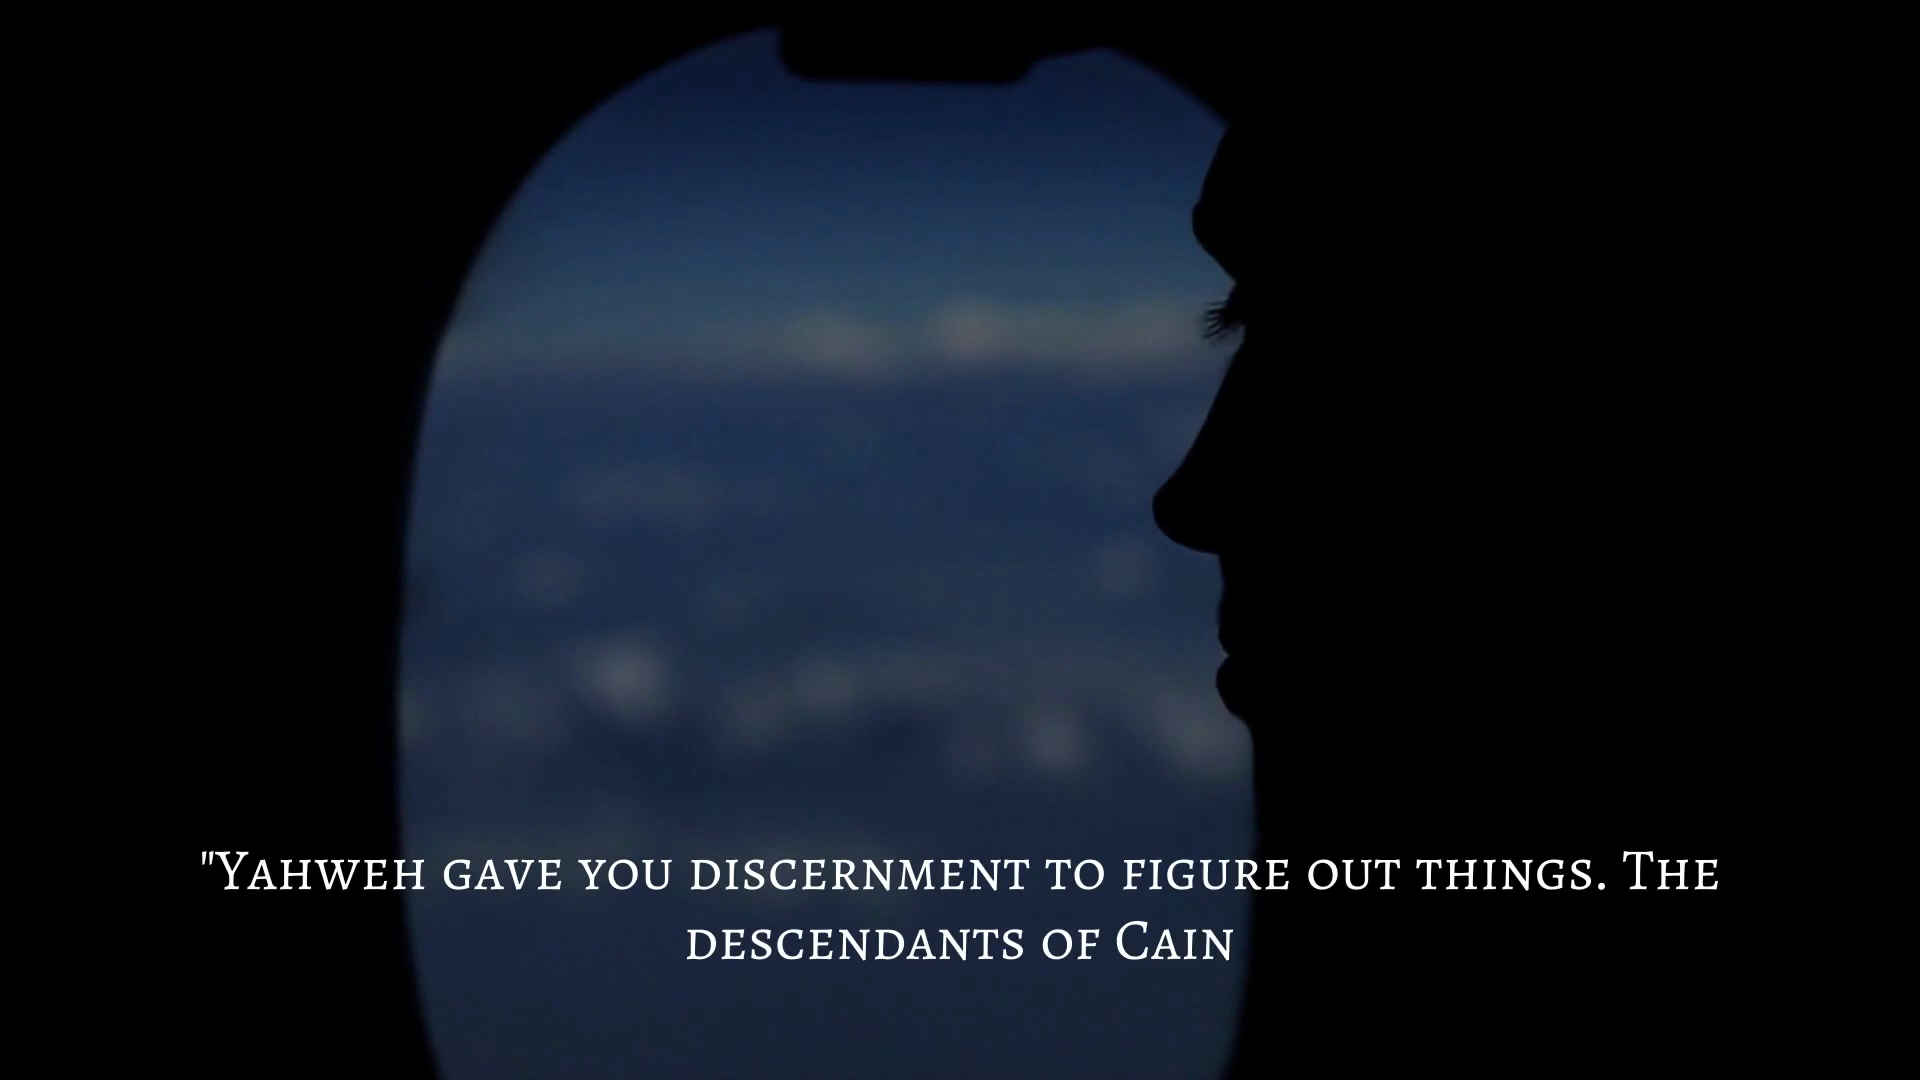 "Yahweh gave you discernment to figure out things. The
descendants of Cain